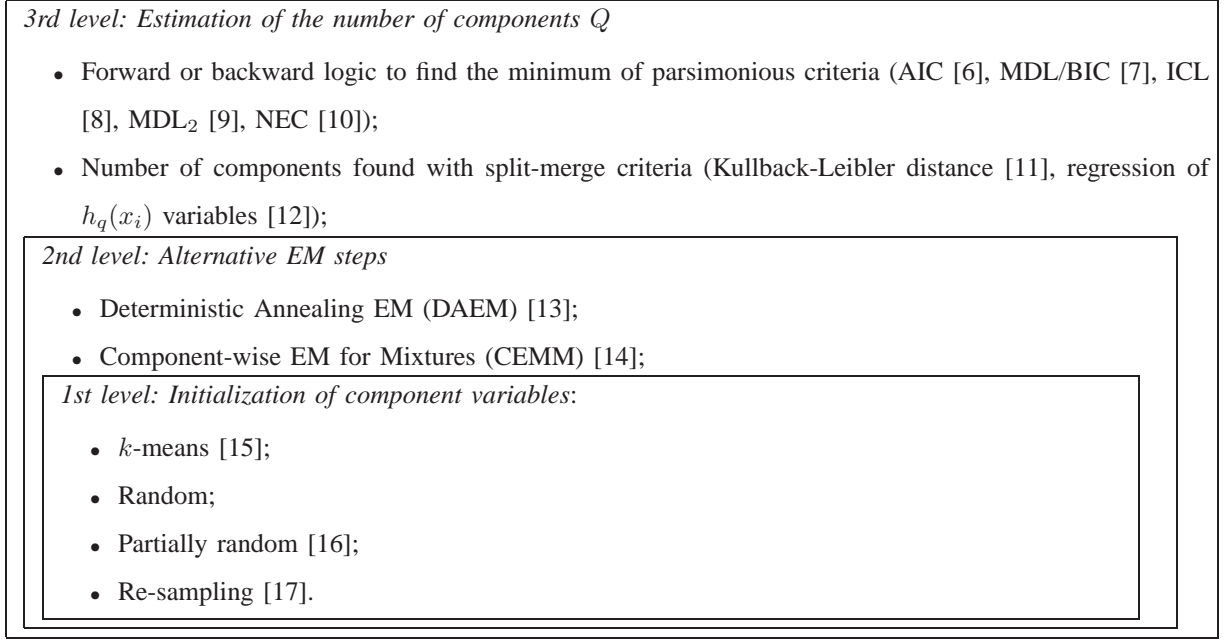 3rd level: Estimation of the number of components Q
• Forward or backward logic to find the minimum of parsimonious criteria (AIC [6], MDL/BIC [7], ICL
[8], MDL₂ [9], NEC [10]);
• Number of components found with split-merge criteria (Kullback-Leibler distance [11], regression of
h_q(x_i) variables [12]);
2nd level: Alternative EM steps
• Deterministic Annealing EM (DAEM) [13];
• Component-wise EM for Mixtures (CEMM) [14];
1st level: Initialization of component variables:
• k-means [15];
• Random;
• Partially random [16];
• Re-sampling [17].